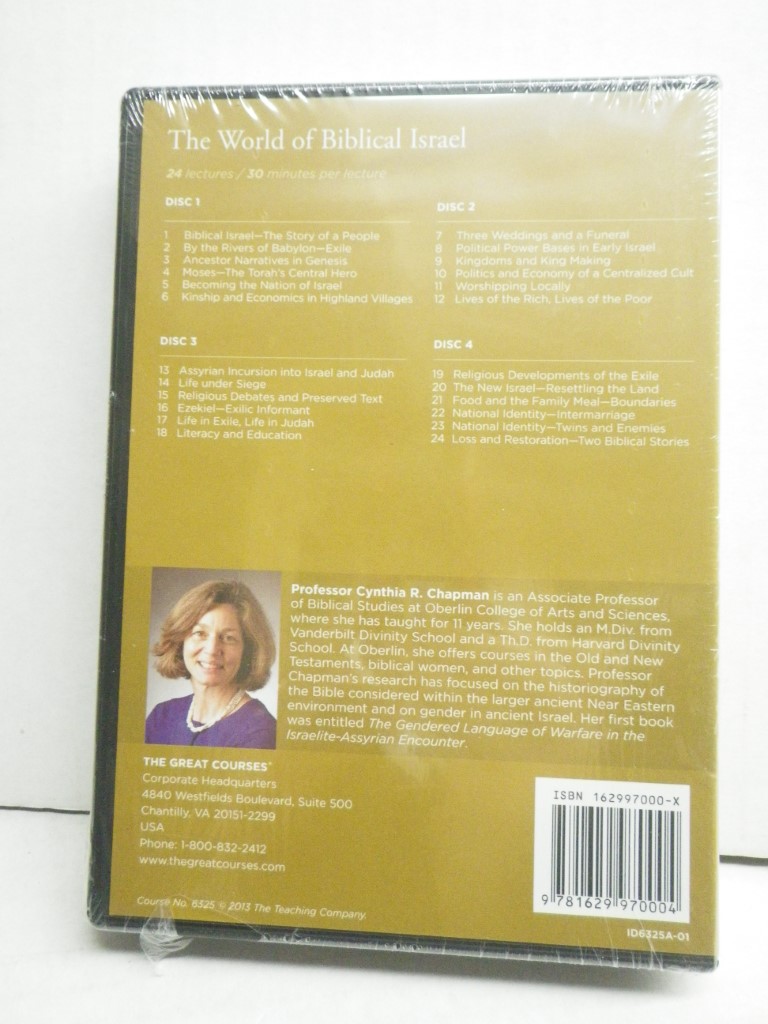 The World of Biblical Israel
24 lectures / 30 minutes per lecture
DISC 1
1 Biblical Israel—The Story of a People
2 By the Rivers of Babylon—Exile
3 Ancestor Narratives in Genesis
4 Moses—The Torah's Central Hero
5 Becoming the Nation of Israel
6 Kinship and Economics in Highland Villages
DISC 2
7 Three Weddings and a Funeral
8 Political Power Bases in Early Israel
9 Kingdoms and King Making
10 Politics and Economy of a Centralized Cult
11 Worshipping Locally
12 Lives of the Rich, Lives of the Poor
DISC 3
13 Assyrian Incursion into Israel and Judah
14 Life under Siege
15 Religious Debates and Preserved Text
16 Ezekiel—Exilic Informant
17 Life in Exile, Life in Judah
18 Literacy and Education
DISC 4
19 Religious Developments of the Exile
20 The New Israel—Resettling the Land
21 Food and the Family Meal—Boundaries
22 National Identity—Intermarriage
23 National Identity—Twins and Enemies
24 Loss and Restoration—Two Biblical Stories
Professor Cynthia R. Chapman is an Associate Professor
of Biblical Studies at Oberlin College of Arts and Sciences,
where she has taught for 11 years. She holds an M.Div. from
Vanderbilt Divinity School and a Th.D. from Harvard Divinity
School. At Oberlin, she offers courses in the Old and New
Testaments, biblical women, and other topics. Professor
Chapman's research has focused on the historiography of
the Bible considered within the larger ancient Near Eastern
environment and on gender in ancient Israel. Her first book
was entitled The Gendered Language of Warfare in the
Israelite-Assyrian Encounter.
THE GREAT COURSES®
Corporate Headquarters
4840 Westfields Boulevard, Suite 500
Chantilly, VA 20151-2299
USA
Phone: 1-800-832-2412
www.thegreatcourses.com
Course No. 6325 © 2013 The Teaching Company.
ISBN 162997000-X
9 781629 970004
ID6325A-01